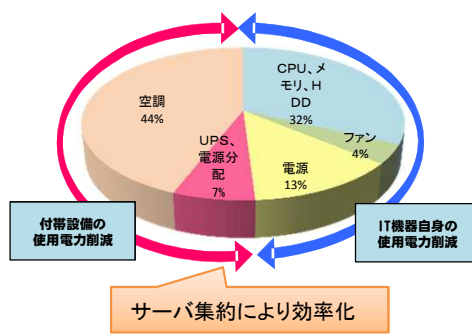 CPU、メ
モリ、H
DD
32%
ファン
4%
電源
13%
UPS、
電源分
配
7%
空調
44%
付帯設備の
使用電力削減
IT機器自身の
使用電力削減
サーバ集約により効率化